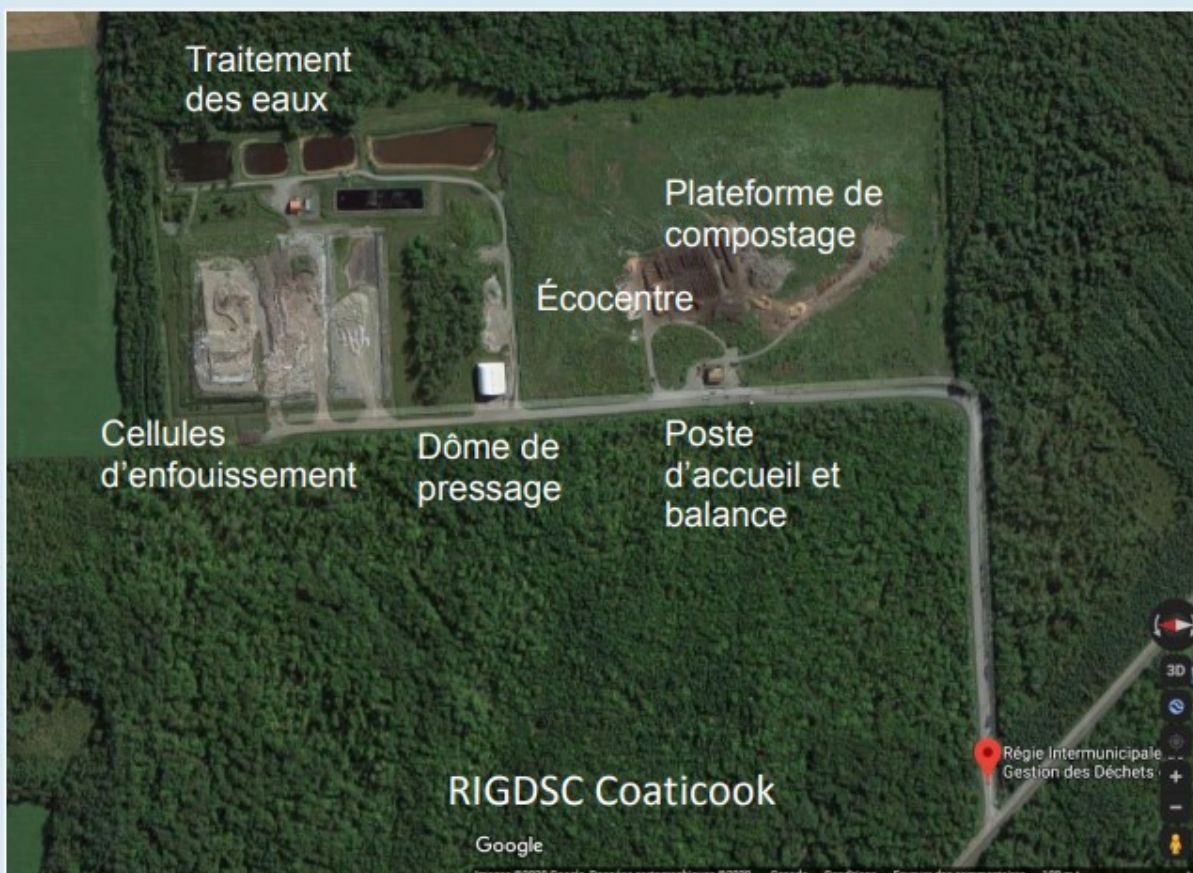 Traitement
des eaux
Plateforme de
compostage
Écocentre
Cellules
d'enfouissement
Dôme de
pressage
Poste
d'accueil et
balance
3D
Régie Intermunicipale
Gestion des Déchets
RIGDSC Coaticook
Google